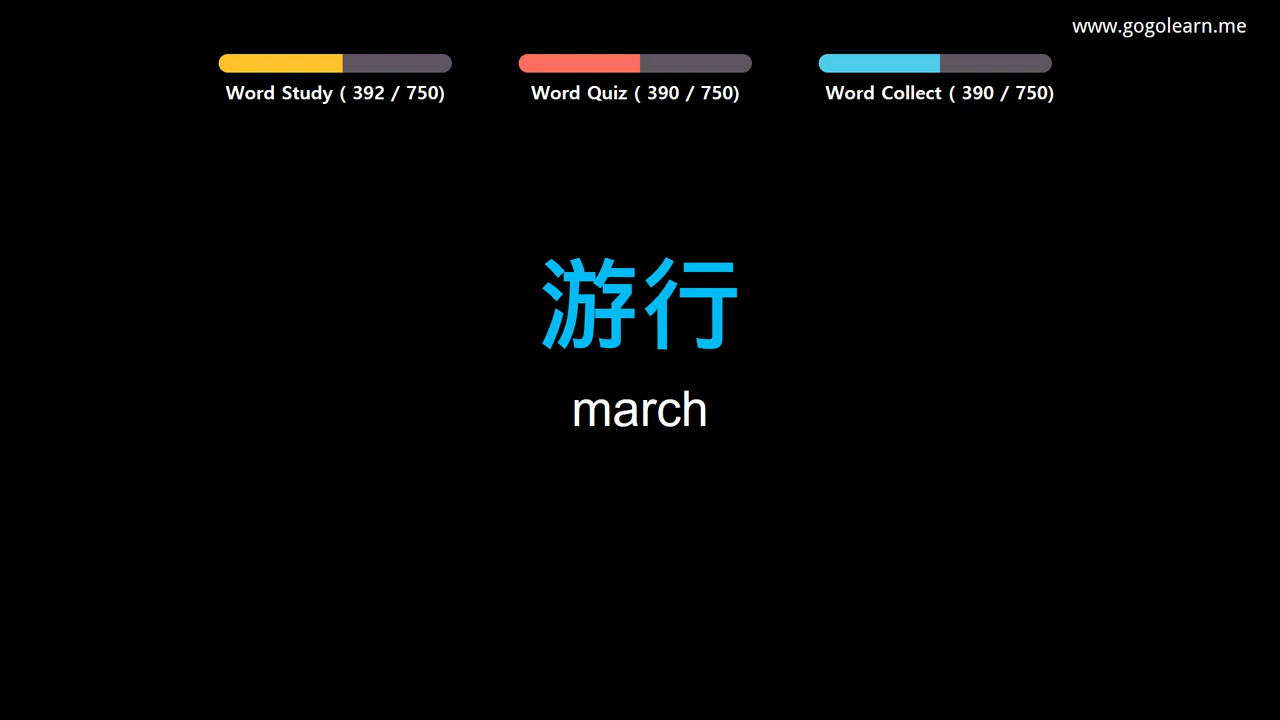 www.gogolearn.me
Word Study ( 392 / 750)
Word Quiz ( 390 / 750)
Word Collect ( 390 / 750)
游行
march